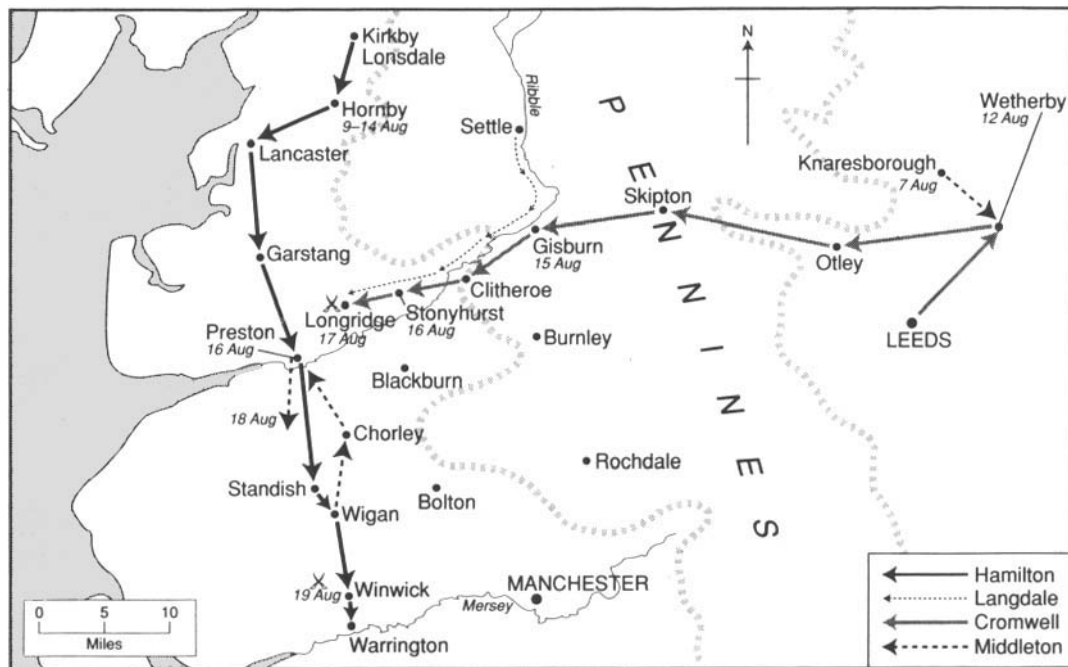 Kirkby
Lonsdale
Hornby
9–14 Aug
Lancaster
Settle
Ribble
N
Wetherby
12 Aug
Knaresborough
7 Aug
PENNINES
Skipton
Garstang
Gisburn
15 Aug
Otley
Clitheroe
Longridge
17 Aug
Stonyhurst
16 Aug
Preston
16 Aug
Burnley
LEEDS
Blackburn
18 Aug
Chorley
Rochdale
Standish
Bolton
Wigan
19 Aug
Winwick
MANCHESTER
Mersey
Warrington
0 5 10
Miles
Hamilton
Langdale
Cromwell
Middleton